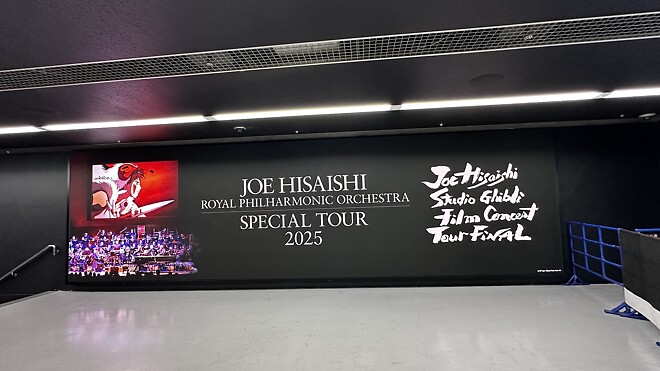 JOE HISAISHI
ROYAL PHILHARMONIC ORCHESTRA
SPECIAL TOUR
2025
Joe Hisaishi
Studio Ghibli
Film Concert
Tour FINAL